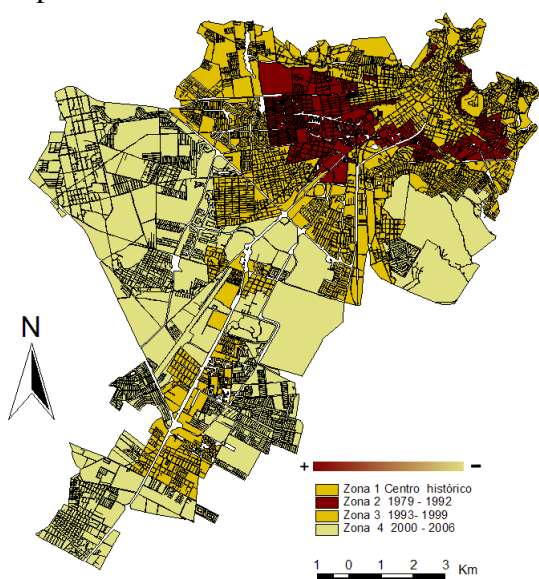 N
+ -
Zona 1 Centro histórico
Zona 2 1979 - 1992
Zona 3 1993- 1999
Zona 4 2000 - 2006
1 0 1 2 3 Km